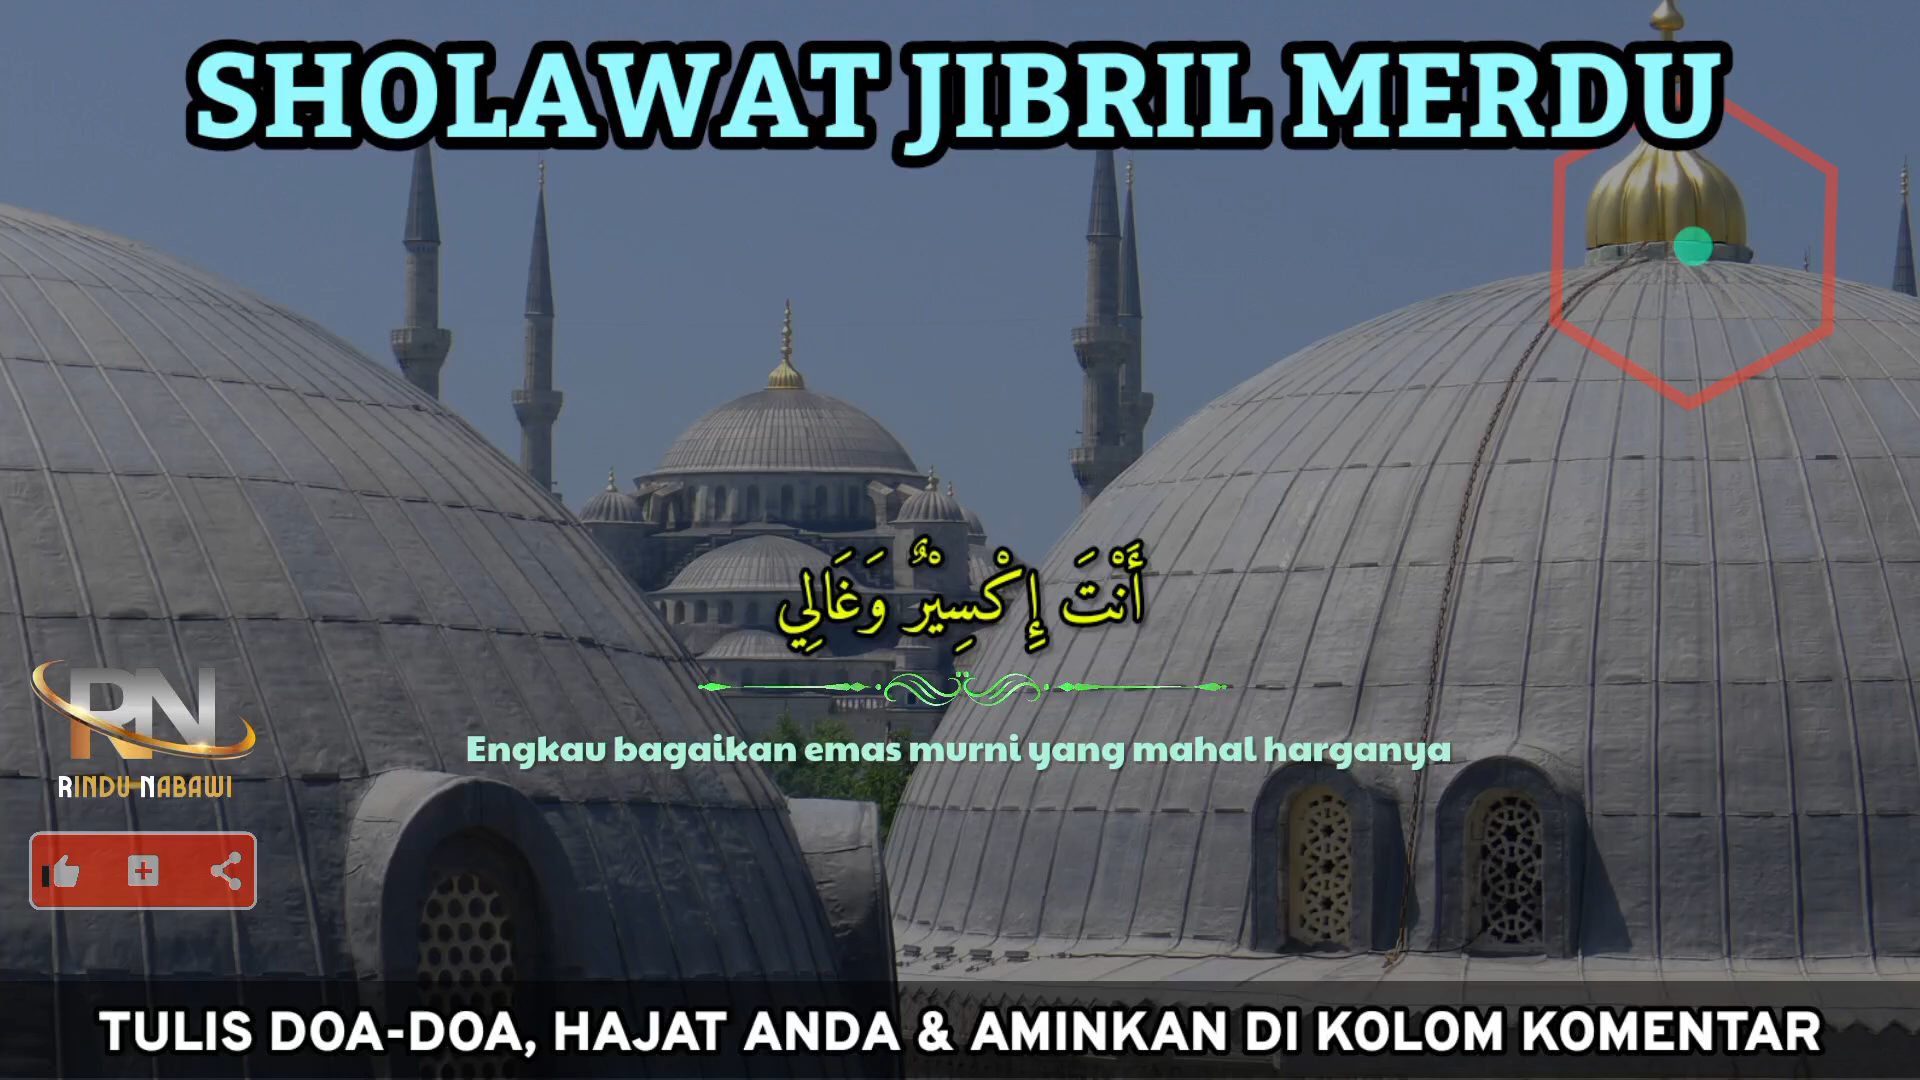 SHOLAWAT JIBRIL MERDU
أَنْتَ إِكْسِيْرٌ وَغَالِي
Engkau bagaikan emas murni yang mahal harganya
RN
RINDU NABAWI
TULIS DOA-DOA, HAJAT ANDA & AMINKAN DI KOLOM KOMENTAR